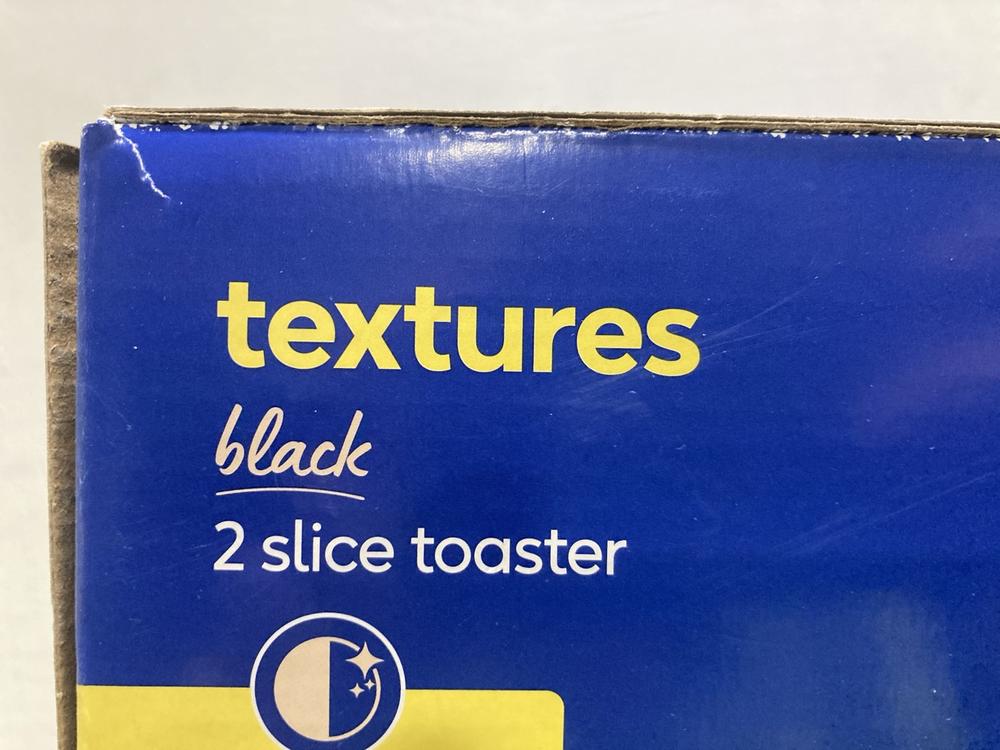 textures
black
2 slice toaster